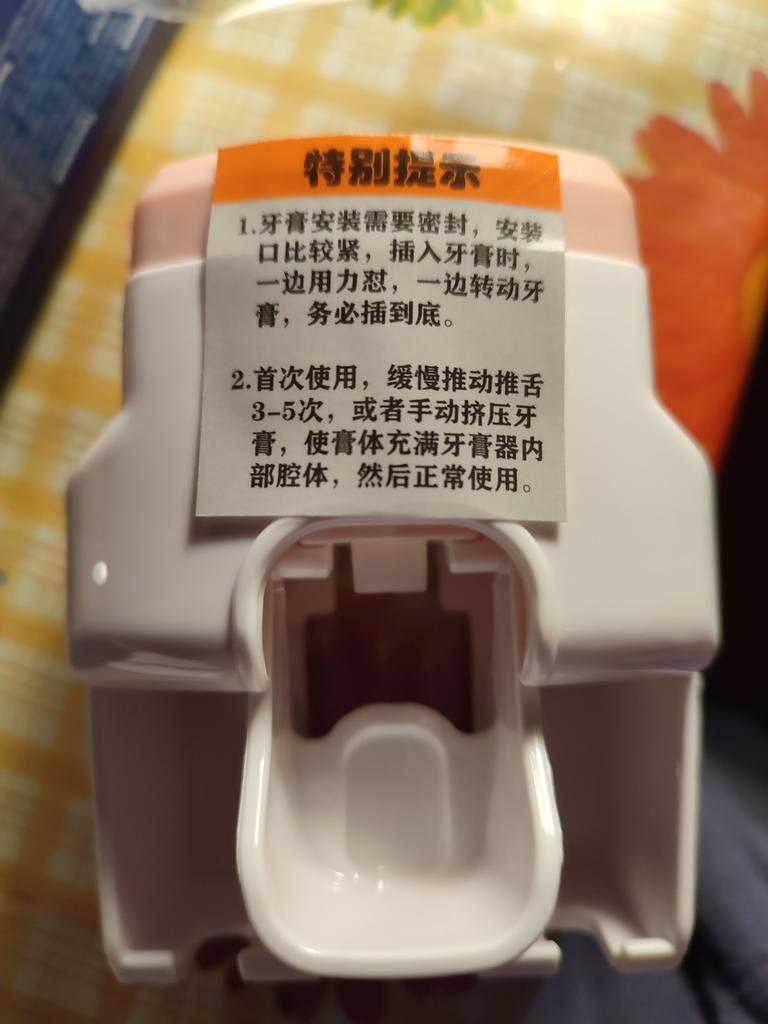 特别提示
1.牙膏安装需要密封，安装
口比较紧，插入牙膏时，
一边用力怼，一边转动牙
膏，务必插到底。
2.首次使用，缓慢推动推舌
3-5次，或者手动挤压牙
膏，使膏体充满牙膏器内
部腔体，然后正常使用。